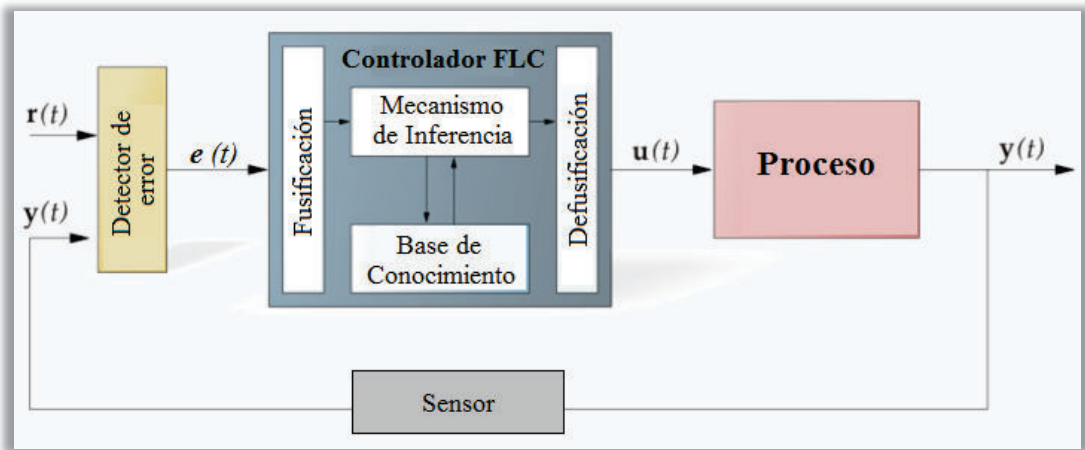 Controlador FLC
r(t)
y(t)
Detector de
error
e (t)
Fusificación
Mecanismo
de Inferencia
Base de
Conocimiento
Defusificación
u(t)
Proceso
y(t)
Sensor